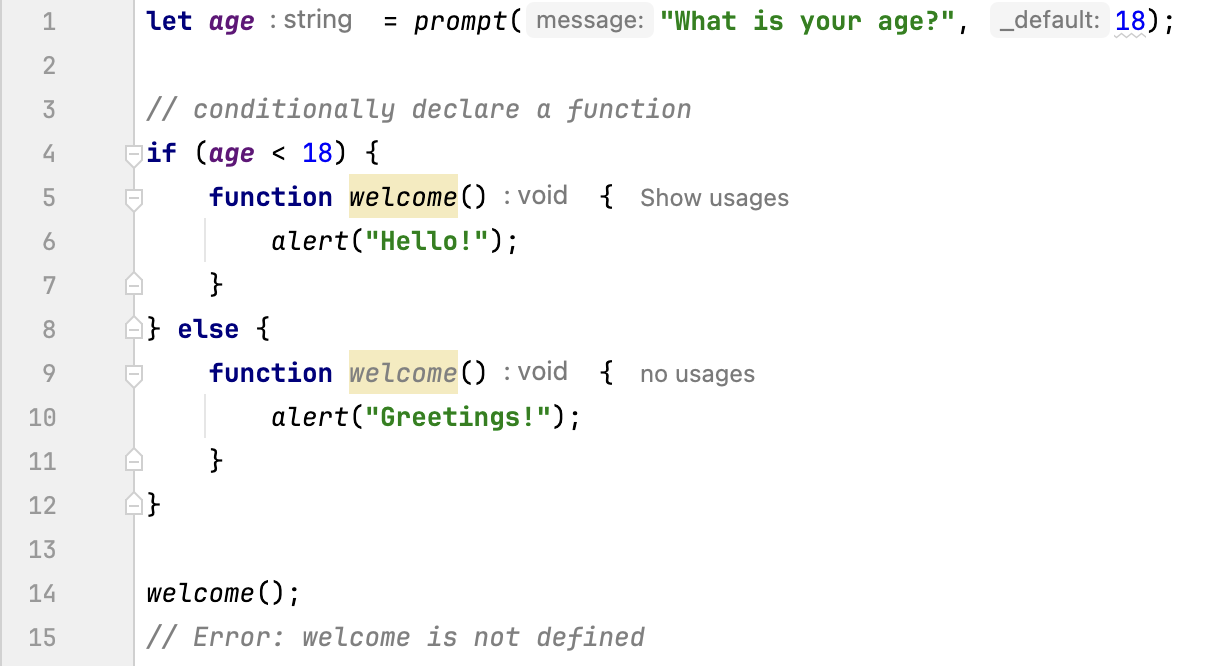 1 let age : string = prompt( message: "What is your age?", _default: 18);
2
3 // conditionally declare a function
4 if (age < 18) {
5 function welcome() : void { Show usages
6 alert("Hello!");
7 }
8 } else {
9 function welcome() : void { no usages
10 alert("Greetings!");
11 }
12 }
13
14 welcome();
15 // Error: welcome is not defined